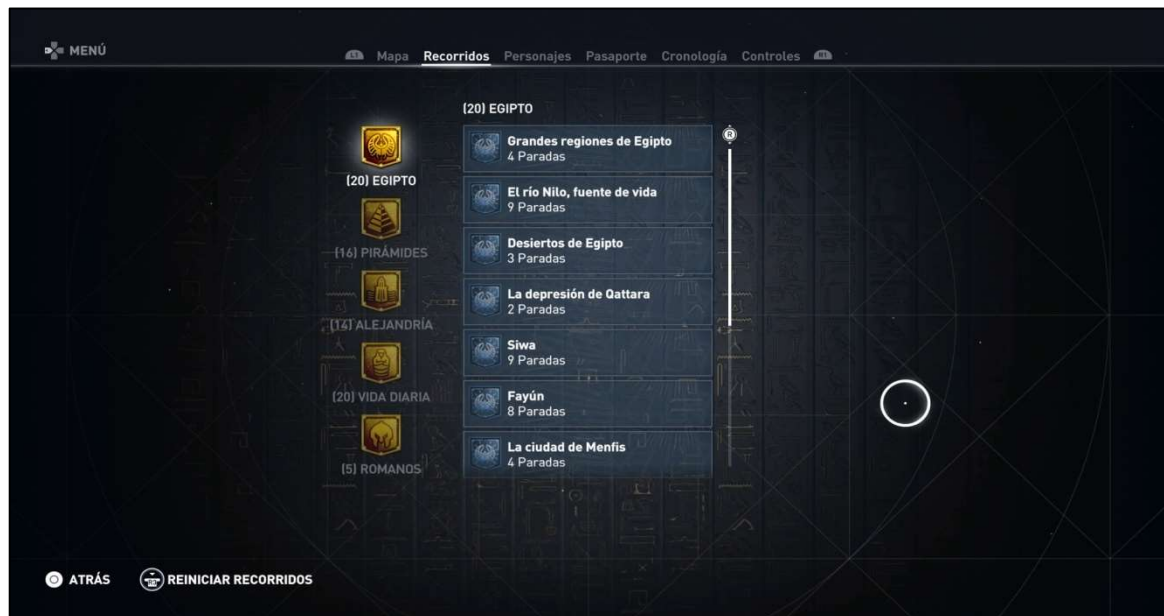 MENÚ
L1 Mapa Recorridos Personajes Pasaporte Cronología Controles R1
(20) EGIPTO
(16) PIRÁMIDES
(14) ALEJANDRÍA
(20) VIDA DIARIA
(5) ROMANOS
(20) EGIPTO
Grandes regiones de Egipto
4 Paradas
El río Nilo, fuente de vida
9 Paradas
Desiertos de Egipto
3 Paradas
La depresión de Qattara
2 Paradas
Siwa
9 Paradas
Fayún
8 Paradas
La ciudad de Menfis
4 Paradas
R
ATRÁS
REINICIAR RECORRIDOS